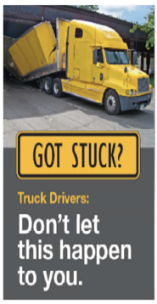 GOT STUCK?
Truck Drivers:
Don't let
this happen
to you.